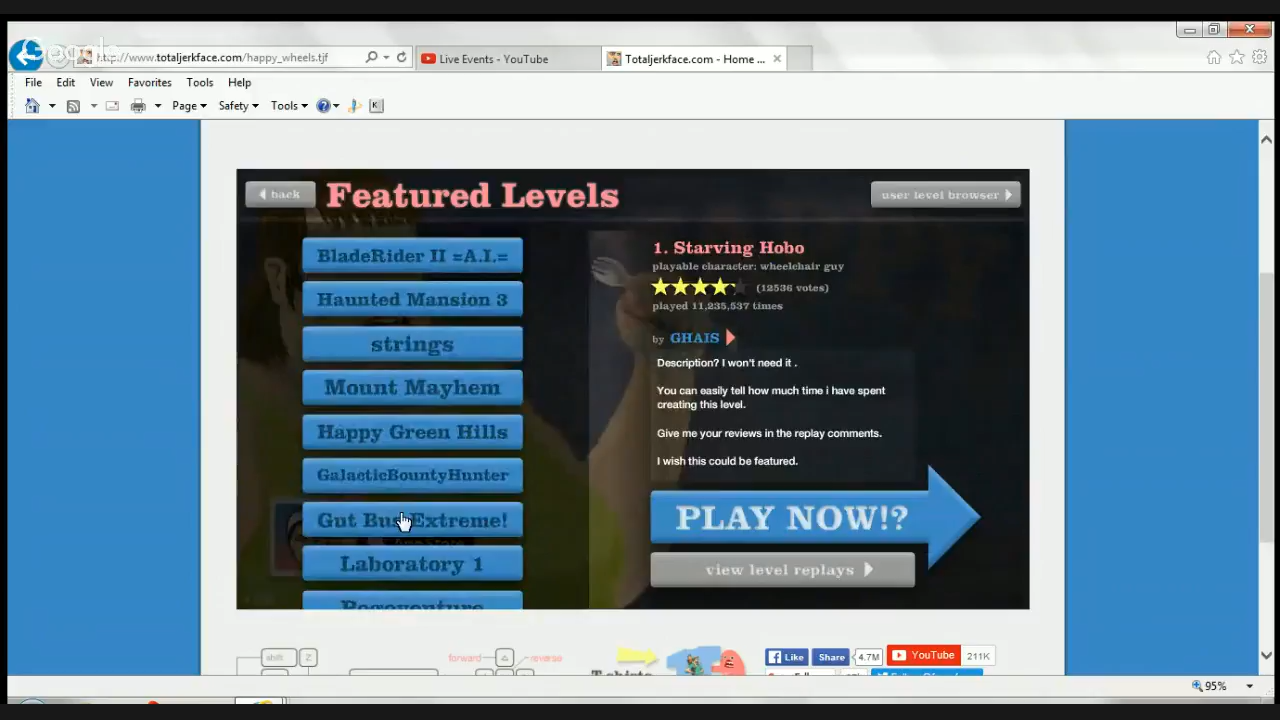 Google
http://www.totaljerkface.com/happy_wheels.tjf
Live Events - YouTube
Totaljerkface.com - Home ...
File Edit View Favorites Tools Help
Page Safety Tools
back
Featured Levels
user level browser
BladeRider II =A.I.=
Haunted Mansion 3
strings
Mount Mayhem
Happy Green Hills
GalacticBountyHunter
Gut Bus Extreme!
Laboratory 1
Pogoventure
1. Starving Hobo
playable character: wheelchair guy
(12536 votes)
played 11,235,537 times
by GHAIS
Description? I won't need it .
You can easily tell how much time i have spent
creating this level.
Give me your reviews in the replay comments.
I wish this could be featured.
PLAY NOW!?
view level replays
shift Z
forward reverse
T-shirts
Like Share 4.7M
YouTube 211K
95%